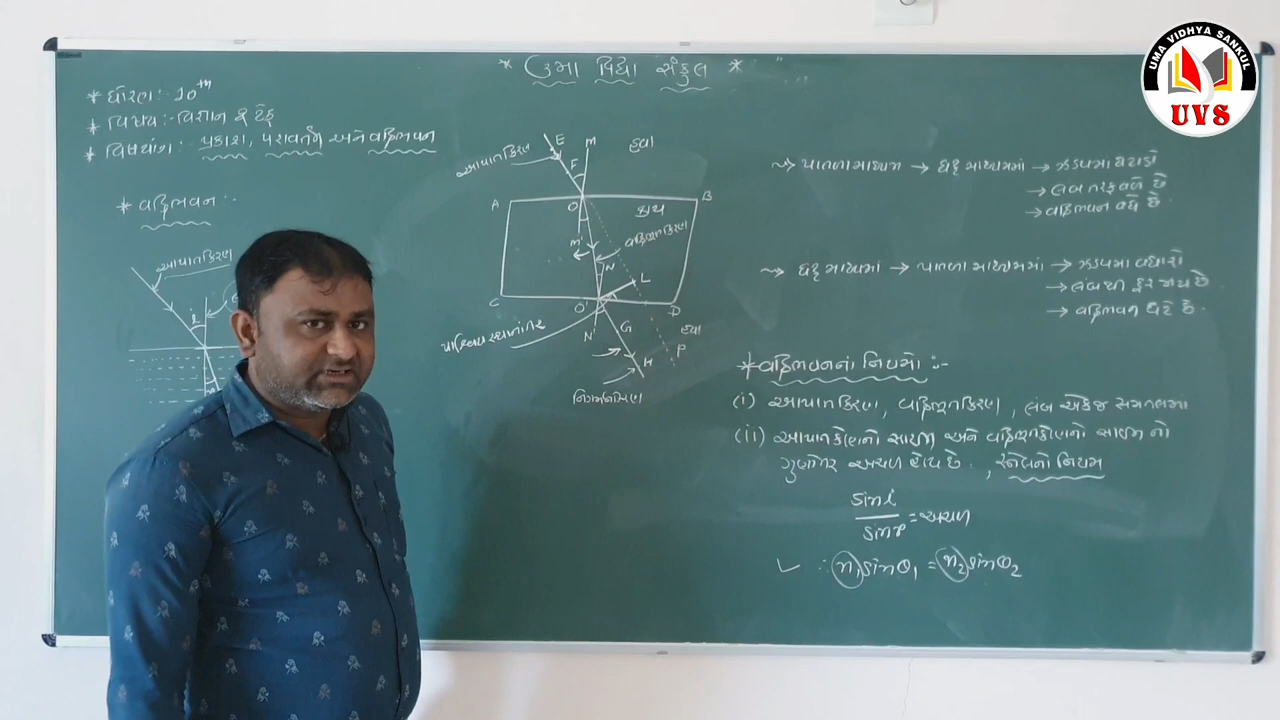 * ઉમા વિદ્યા સંકુલ *
* ધોરણ :- 10th
* વિષય :- વિજ્ઞાન & ટેક
* વિષયાંગ :- પ્રકાશ, પરાવર્તન અને વક્રિભવન
* વક્રિભવન :-
આપાતકિરણ
i
આપાતકિરણ
E
M
F
હવા
A
O
B
કાચ
M'
વક્રિભૂતકિરણ
N
L
C
O'
D
પાર્શ્વિય સ્થાનાંતર
N'
G
હવા
P
H
નિર્ગમનકિરણ
→ પાતળા માધ્યમ → ઘટ્ટ માધ્યમમાં → ઝડપમાં ઘટાડો
→ લંબ તરફ વળે છે
→ વક્રિભવન વધે છે.
→ ઘટ્ટ માધ્યમમાં → પાતળા માધ્યમમાં → ઝડપમાં વધારો
→ લંબથી દુર જાય છે
→ વક્રિભવન ઘટે છે.
* વક્રિભવનનાં નિયમો :-
(i) આપાતકિરણ, વક્રિભૂતકિરણ, લંબ એકજ સમતલમાં
(ii) આપાતકોણનો સાઈન અને વક્રિભૂતકોણનો સાઈન નો
ગુણોત્તર અચળ હોય છે. , સ્નેલનો નિયમ
sin i
/ sin r = અચળ
✓ ∴ n₁ sinθ₁ = n₂ sinθ₂
UMA VIDHYA SANKUL
UVS